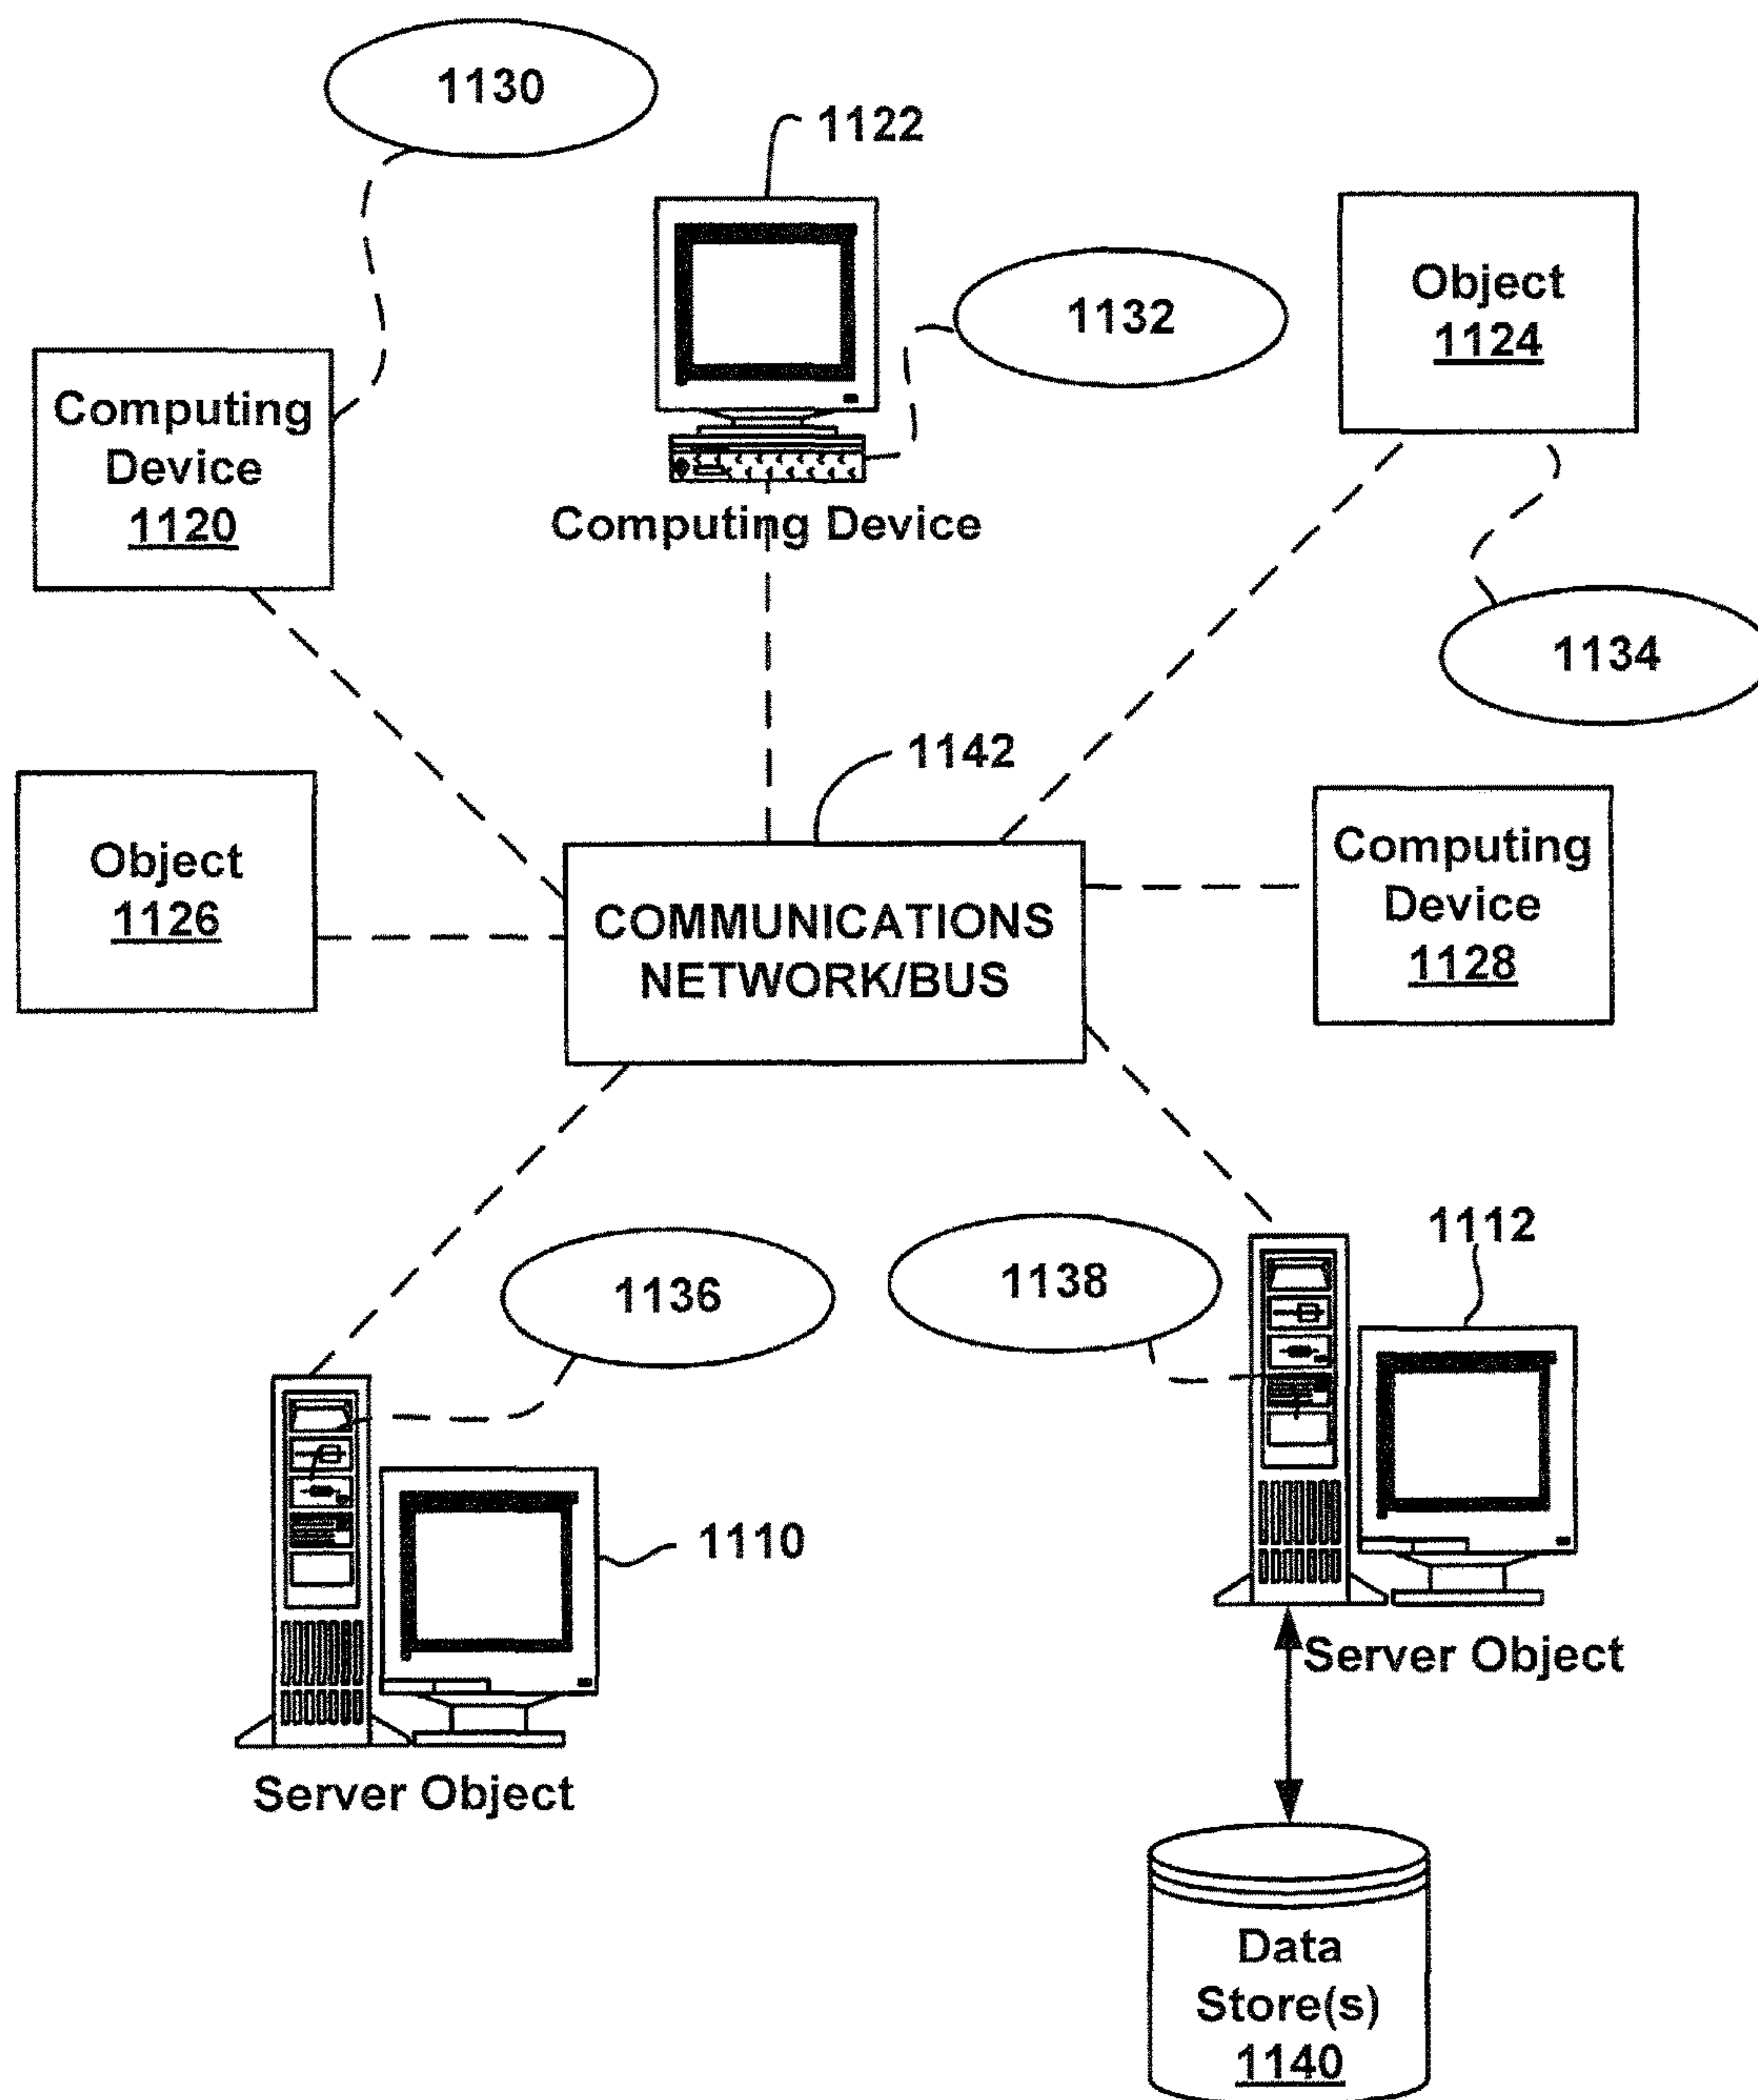 1130
1122
Object
1124
1132
Computing
Device
1120
Computing Device
1134
1142
Object
1126
Computing
Device
1128
COMMUNICATIONS
NETWORK/BUS
1112
1136
1138
1110
Server Object
Server Object
Data
Store(s)
1140